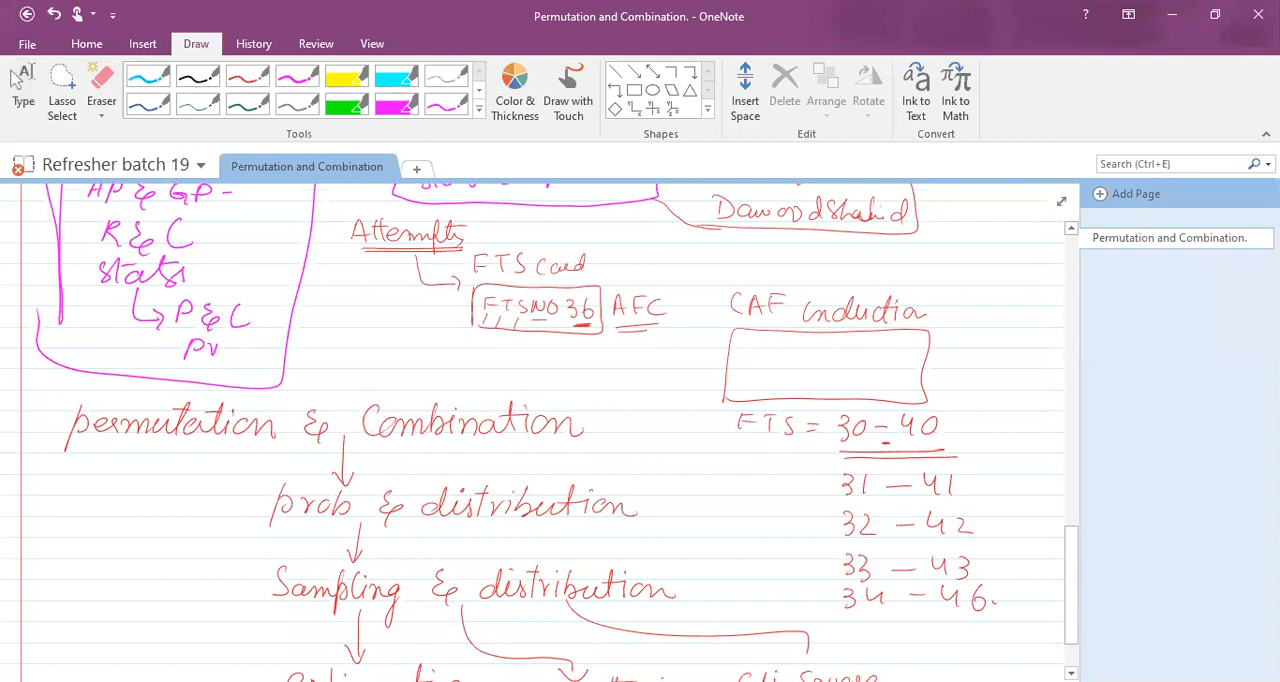 Permutation and Combination. - OneNote
File Home Insert Draw History Review View
Type
Lasso Select
Eraser
Color & Thickness
Draw with Touch
Insert Space
Delete
Arrange
Rotate
Ink to Text
Ink to Math
Tools
Shapes
Edit
Convert
Refresher batch 19
Permutation and Combination
Search (Ctrl+E)
Add Page
Permutation and Combination.
AP & GP -
R & C
Stats
P & C
Dawood Shahid
Attempts
FTS Card
FTS NO 36 AFC
CAF induction
FTS = 30 - 40
31 - 41
32 - 42
33 - 43
34 - 46
permutation & Combination
prob & distribution
Sampling & distribution